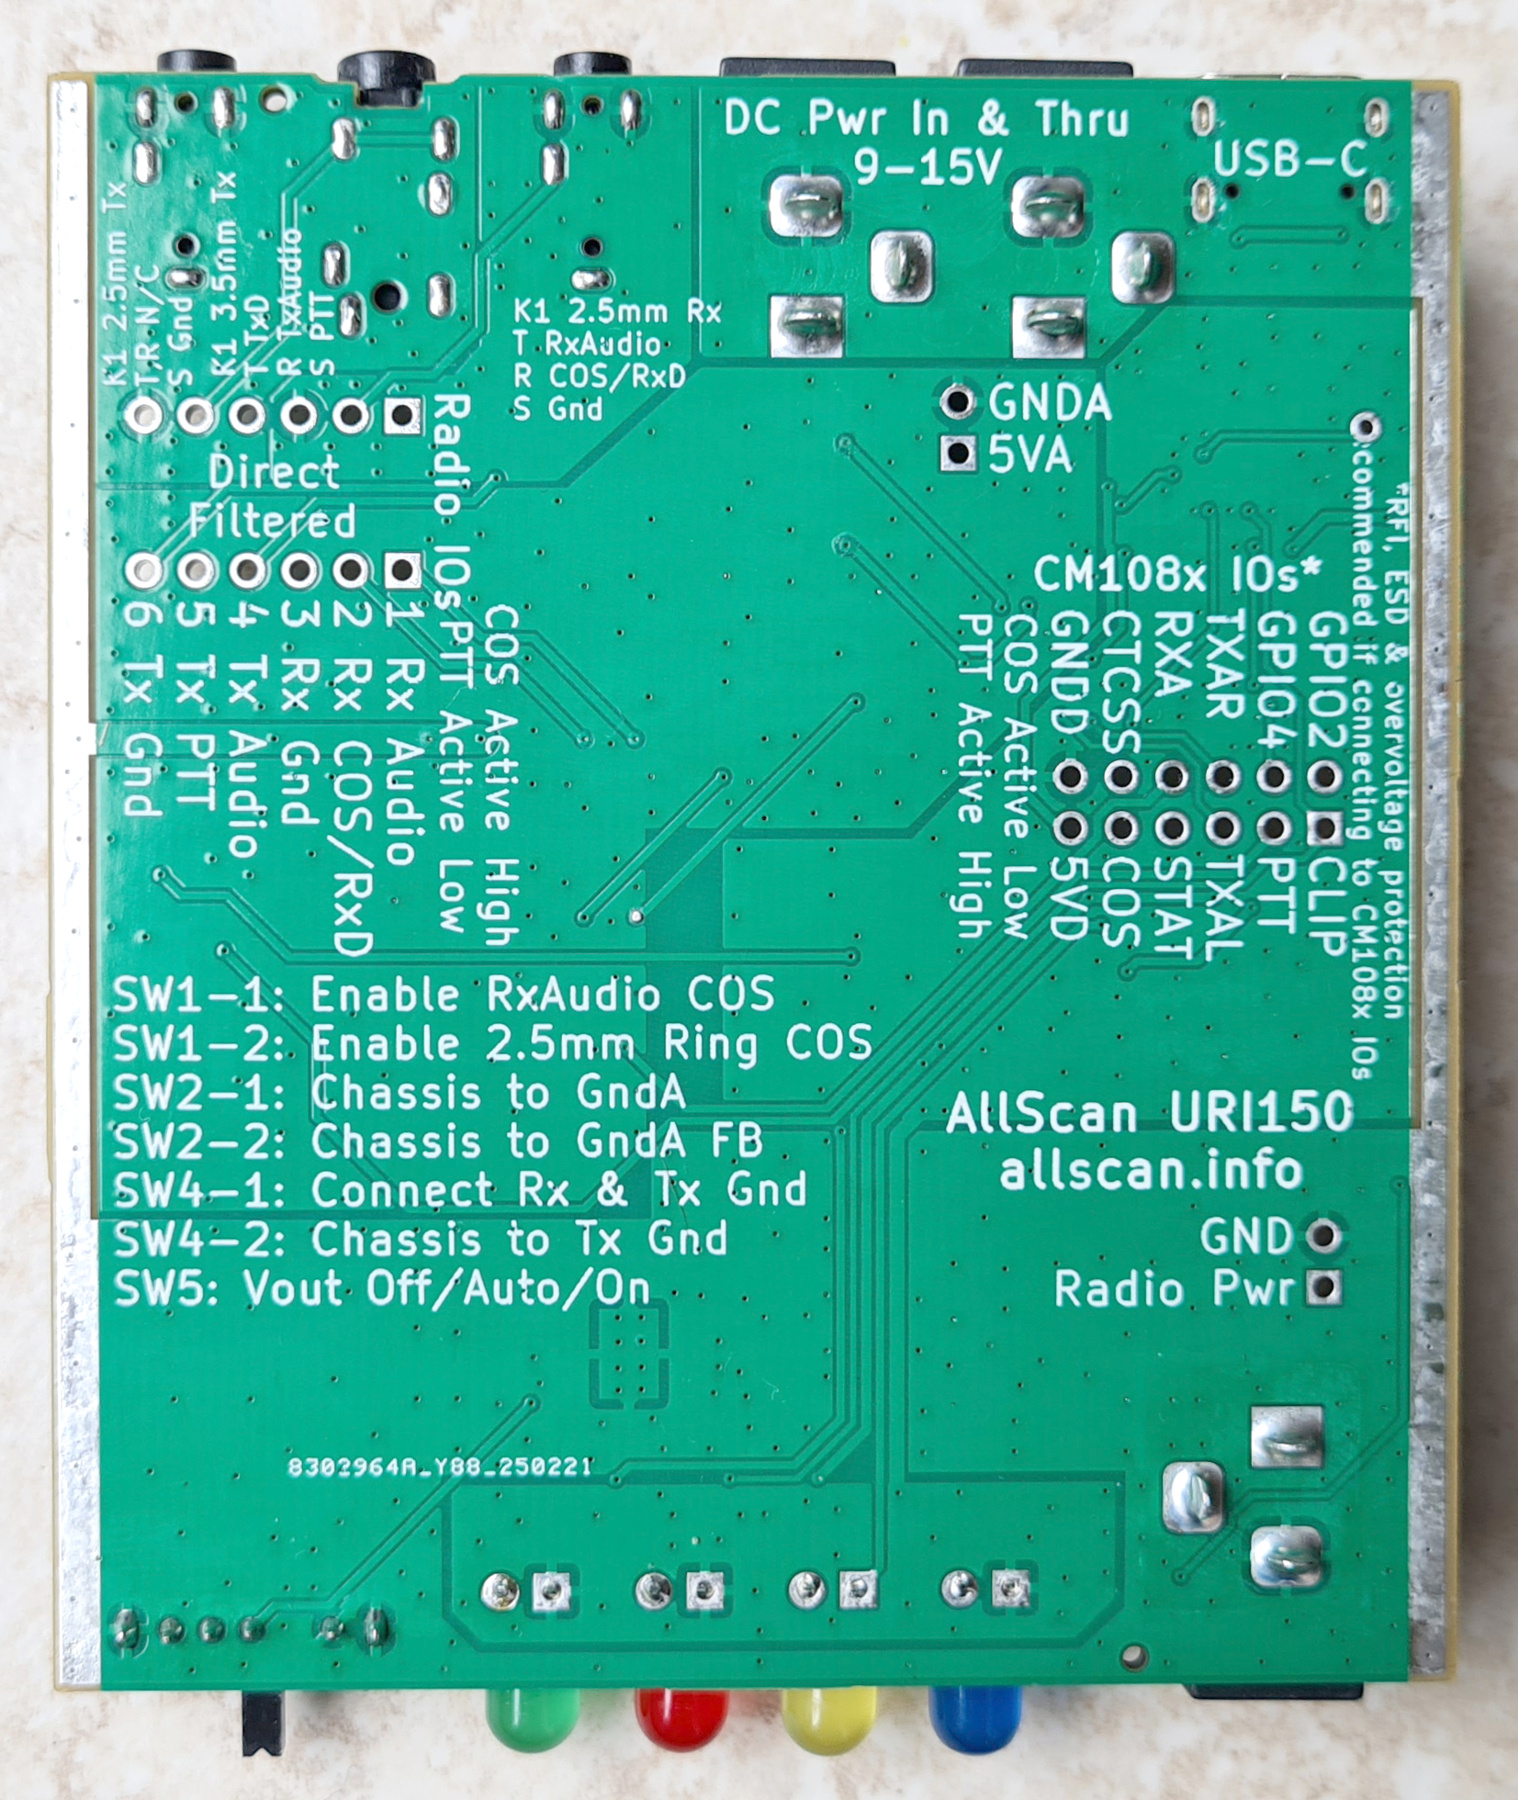 DC Pwr In & Thru
9-15V
USB-C
K1 2.5mm Tx
T,R N/C
S Gnd
K1 3.5mm Tx
T TxD
R TxAudio
S PTT
K1 2.5mm Rx
T RxAudio
R COS/RxD
S Gnd
GNDA
5VA
Radio IOs
Direct
Filtered
1 Rx Audio
2 Rx COS/RxD
3 Rx Gnd
4 Tx Audio
5 Tx PTT
6 Tx Gnd
COS Active High
PTT Active Low
CM108x IOs*
GPIO2
GPIO4
TXAR
RXA
CTCSS
GNDD
CLIP
PTT
TXAL
STAT
COS
5VD
COS Active Low
PTT Active High
*RFI, ESD & overvoltage protection
recommended if connecting to CM108x IOs
SW1-1: Enable RxAudio COS
SW1-2: Enable 2.5mm Ring COS
SW2-1: Chassis to GndA
SW2-2: Chassis to GndA FB
SW4-1: Connect Rx & Tx Gnd
SW4-2: Chassis to Tx Gnd
SW5: Vout Off/Auto/On
AllScan URI150
allscan.info
GND
Radio Pwr
8302964A_Y88_250221